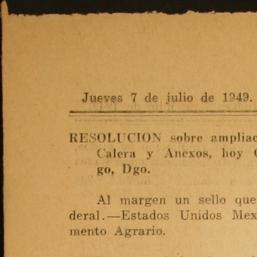 Jueves 7 de julio de 1949.
RESOLUCION sobre ampliac
Calera y Anexos, hoy
go, Dgo.
Al margen un sello que
deral.—Estados Unidos Mex
mento Agrario.